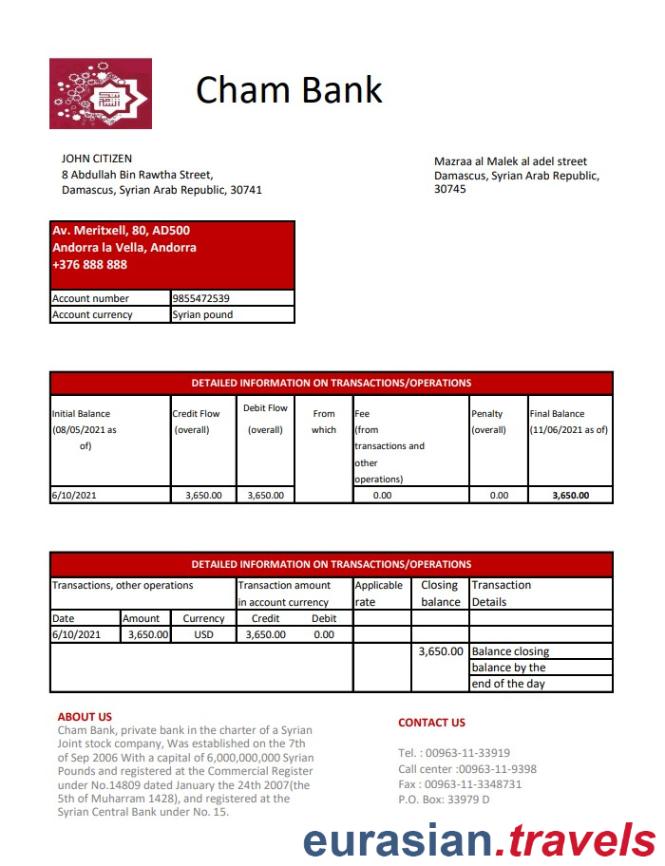 Cham Bank
JOHN CITIZEN
8 Abdullah Bin Rawtha Street,
Damascus, Syrian Arab Republic, 30741
Mazraa al Malek al adel street
Damascus, Syrian Arab Republic,
30745
Av. Meritxell, 80, AD500
Andorra la Vella, Andorra
+376 888 888
Account number 9855472539
Account currency Syrian pound
DETAILED INFORMATION ON TRANSACTIONS/OPERATIONS
Initial Balance
(08/05/2021 as
of)
Credit Flow
(overall)
Debit Flow
(overall)
From
which
Fee
(from
transactions and
other
operations)
Penalty
(overall)
Final Balance
(11/06/2021 as of)
6/10/2021 3,650.00 3,650.00 0.00 0.00 3,650.00
DETAILED INFORMATION ON TRANSACTIONS/OPERATIONS
Transactions, other operations
Transaction amount
in account currency
Applicable
rate
Closing
balance
Transaction
Details
Date Amount Currency Credit Debit
6/10/2021 3,650.00 USD 3,650.00 0.00
3,650.00 Balance closing
balance by the
end of the day
ABOUT US
Cham Bank, private bank in the charter of a Syrian
Joint stock company, Was established on the 7th
of Sep 2006 With a capital of 6,000,000,000 Syrian
Pounds and registered at the Commercial Register
under No.14809 dated January the 24th 2007(the
5th of Muharram 1428), and registered at the
Syrian Central Bank under No. 15.
CONTACT US
Tel. : 00963-11-33919
Call center :00963-11-9398
Fax : 00963-11-3348731
P.O. Box: 33979 D
eurasian.travels